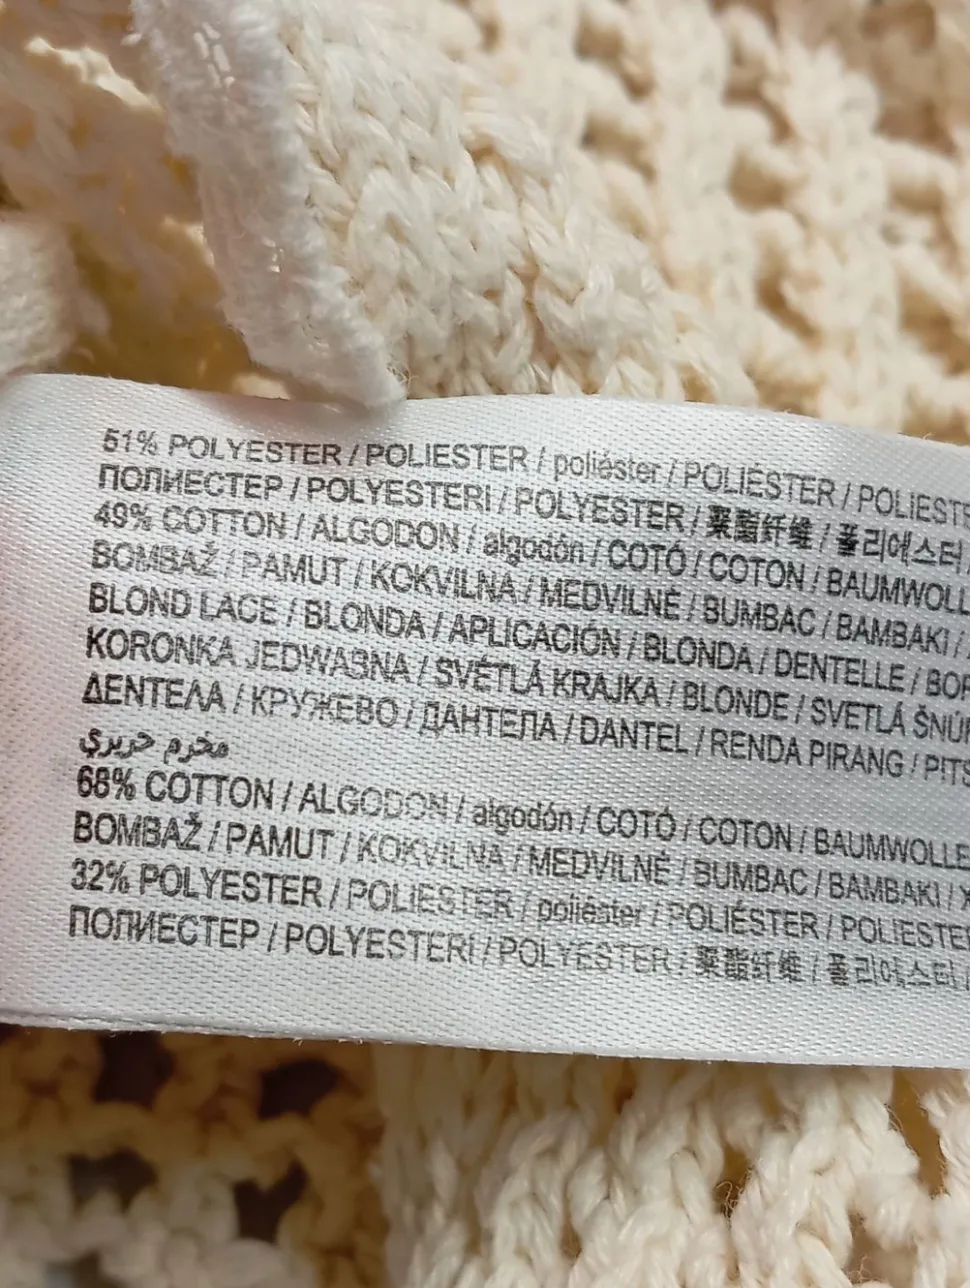 51% POLYESTER / POLIESTER / poliéster / POLIÉSTER / POLIESTE
ПОЛИЕСТЕР / POLYESTERI / POLYESTER / 聚酯纤维 / 폴리에스터 /
49% COTTON / ALGODON / algodón / COTÓ / COTON / BAUMWOLL
BOMBAŽ / PAMUT / KOKVILNA / MEDVILNĖ / BUMBAC / BAMBAKI /
BLOND LACE / BLONDA / APLICACIÓN / BLONDA / DENTELLE / BOR
KORONKA JEDWABNA / SVĚTLÁ KRAJKA / BLONDE / SVETLÁ ŠNÚR
ΔΕΝΤΕΛΑ / КРУЖЕВО / ДАНТЕЛА / DANTEL / RENDA PIRANG / PITS
مخرم حريري
68% COTTON / ALGODON / algodón / COTÓ / COTON / BAUMWOLLE
BOMBAŽ / PAMUT / KOKVILNA / MEDVILNĖ / BUMBAC / BAMBAKI / X
32% POLYESTER / POLIESTER / poliéster / POLIÉSTER / POLIESTE
ПОЛИЕСТЕР / POLYESTERI / POLYESTER / 聚酯纤维 / 폴리에스터 /